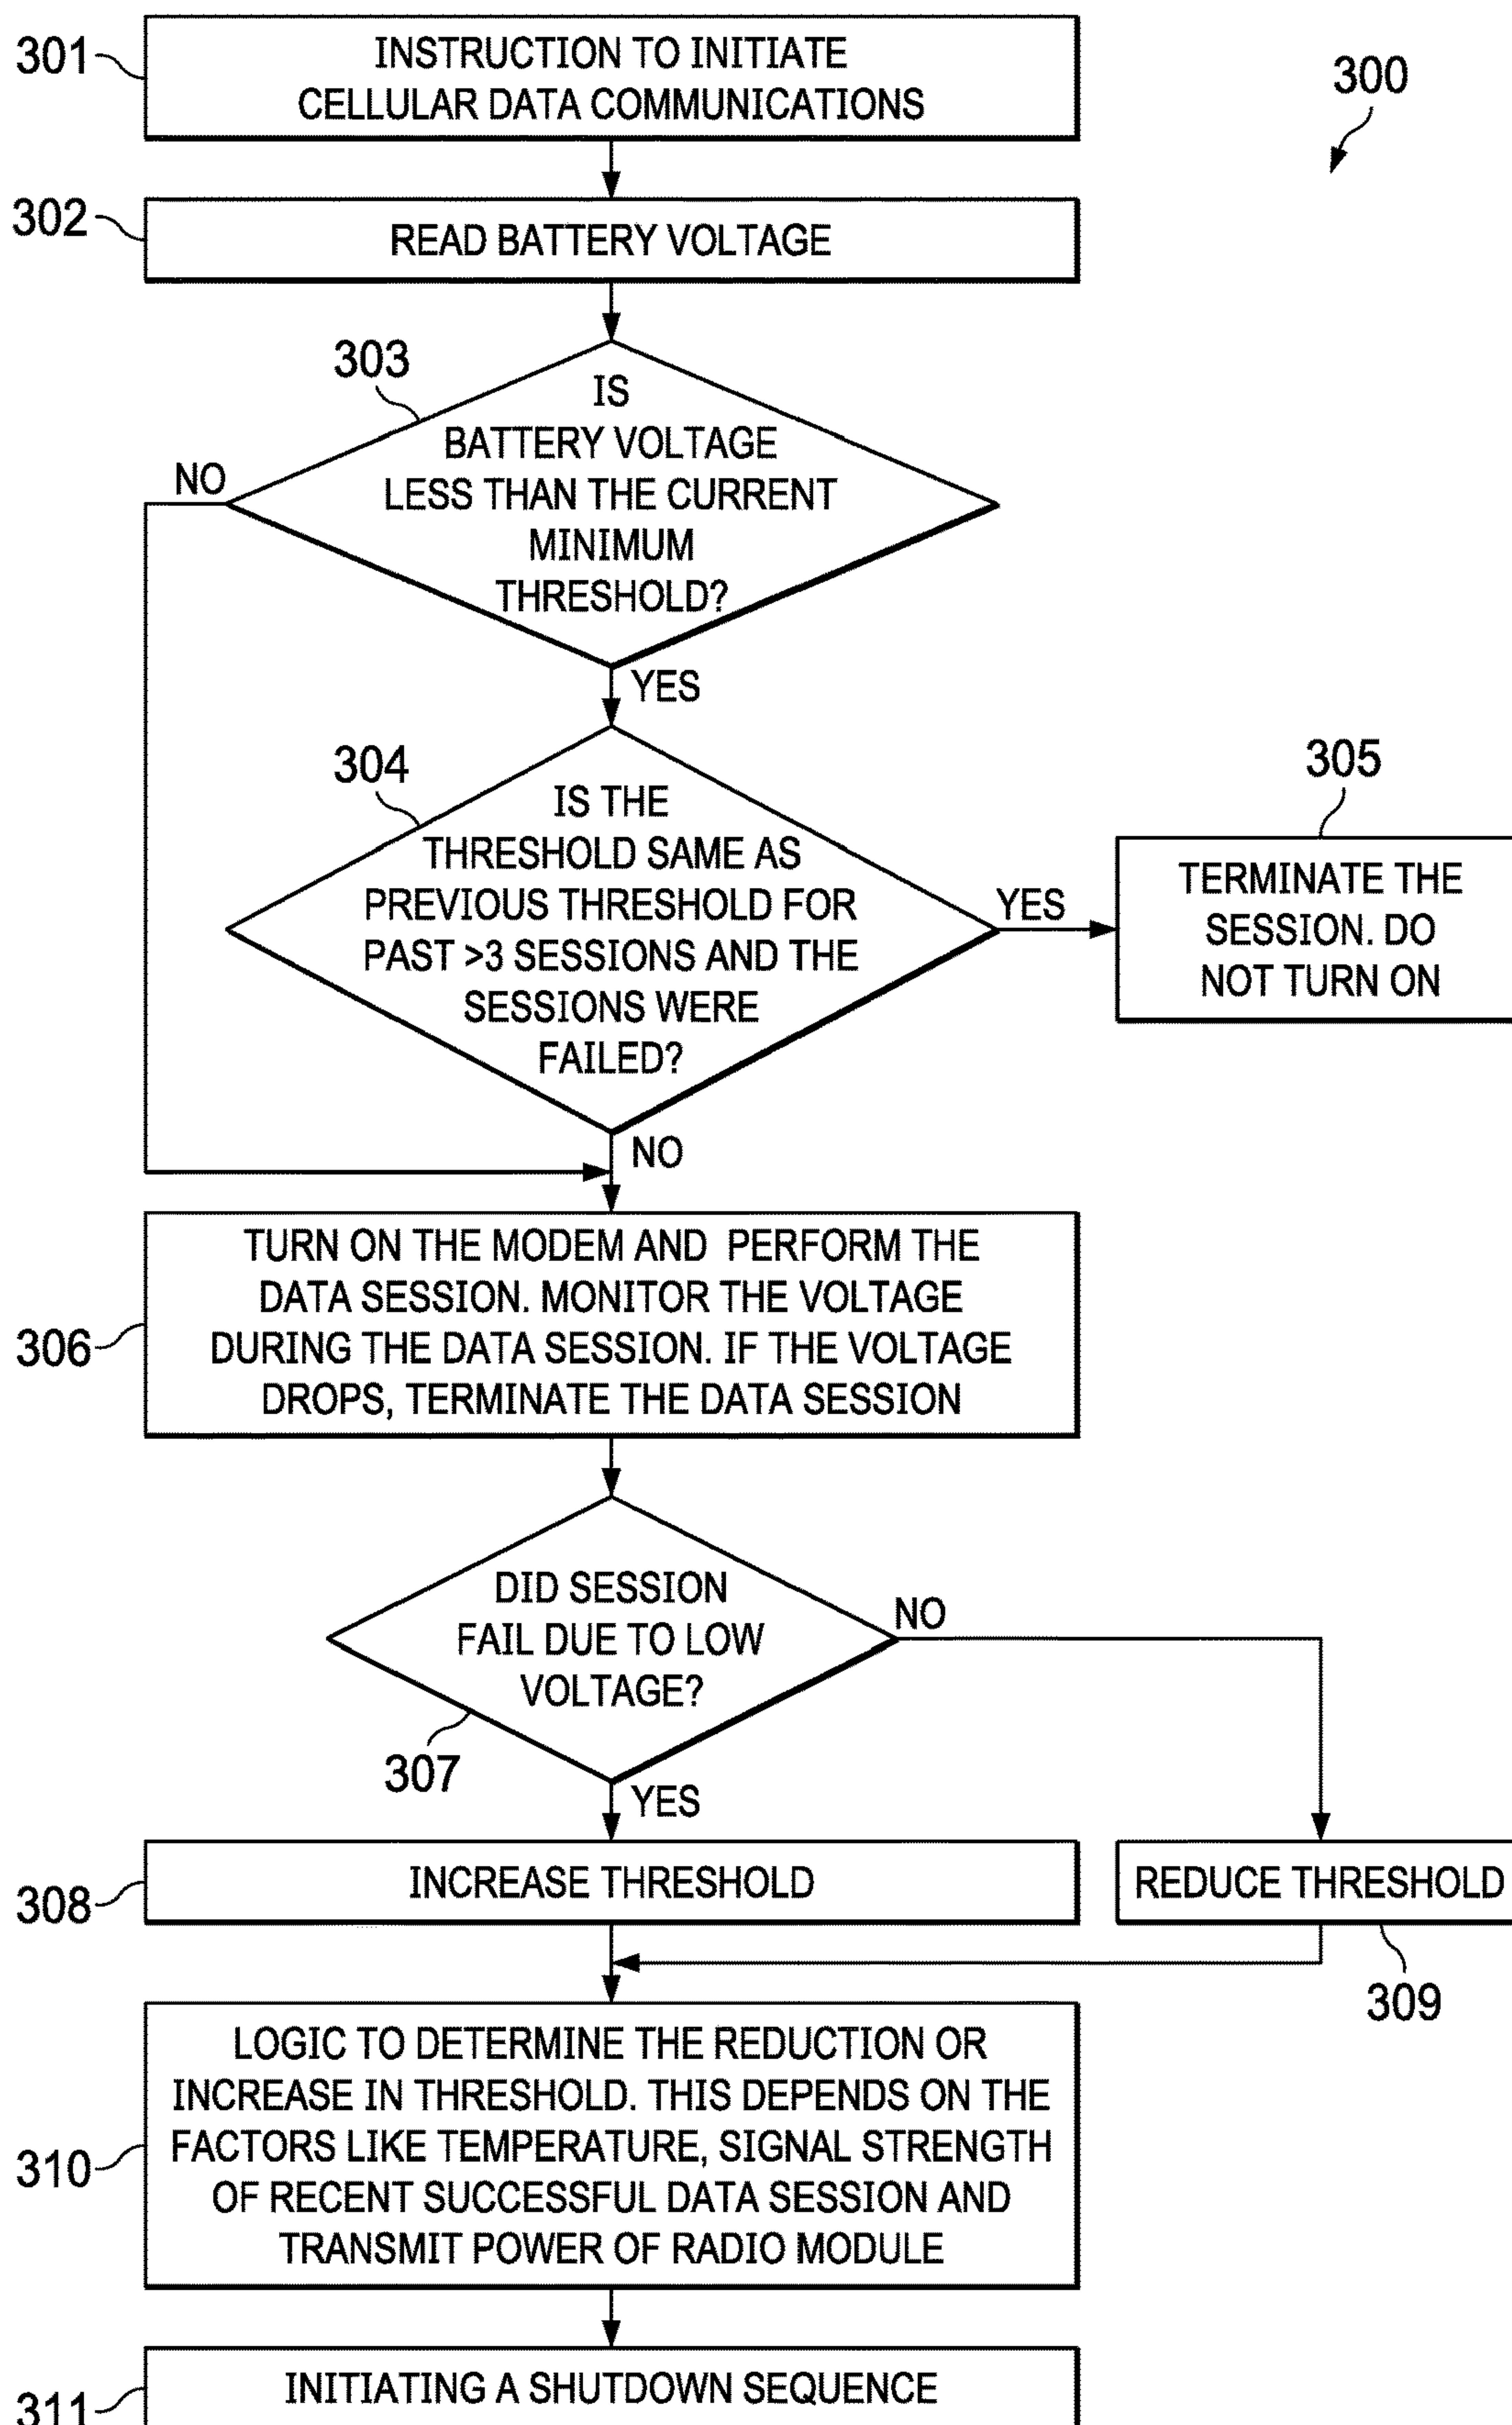 301
INSTRUCTION TO INITIATE
CELLULAR DATA COMMUNICATIONS
300
302
READ BATTERY VOLTAGE
303
IS
BATTERY VOLTAGE
LESS THAN THE CURRENT
MINIMUM
THRESHOLD?
NO
YES
304
IS THE
THRESHOLD SAME AS
PREVIOUS THRESHOLD FOR
PAST >3 SESSIONS AND THE
SESSIONS WERE
FAILED?
YES
305
TERMINATE THE
SESSION. DO
NOT TURN ON
NO
306
TURN ON THE MODEM AND PERFORM THE
DATA SESSION. MONITOR THE VOLTAGE
DURING THE DATA SESSION. IF THE VOLTAGE
DROPS, TERMINATE THE DATA SESSION
DID SESSION
FAIL DUE TO LOW
VOLTAGE?
NO
307
YES
308
INCREASE THRESHOLD
REDUCE THRESHOLD
309
310
LOGIC TO DETERMINE THE REDUCTION OR
INCREASE IN THRESHOLD. THIS DEPENDS ON THE
FACTORS LIKE TEMPERATURE, SIGNAL STRENGTH
OF RECENT SUCCESSFUL DATA SESSION AND
TRANSMIT POWER OF RADIO MODULE
311
INITIATING A SHUTDOWN SEQUENCE